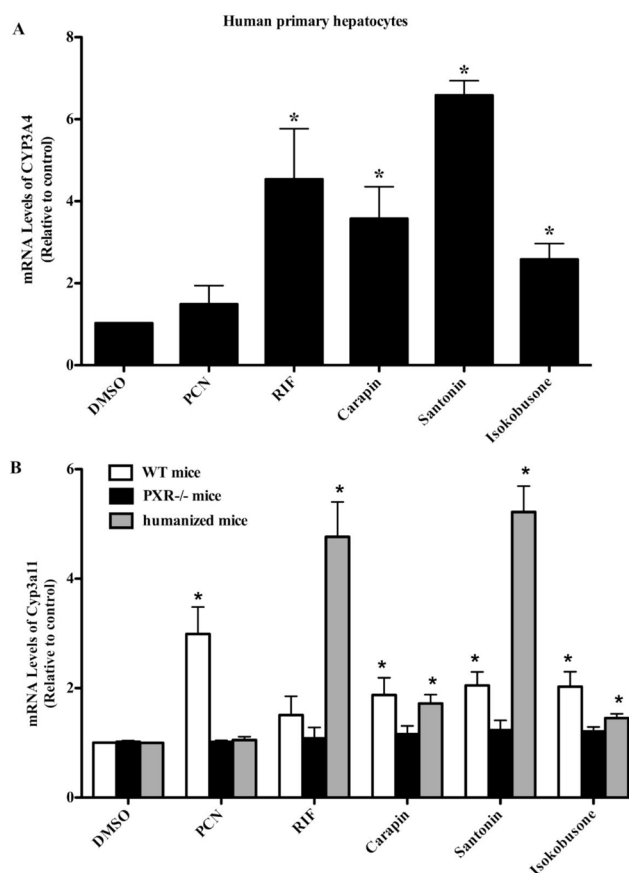 A
Human primary hepatocytes
mRNA Levels of CYP3A4
(Relative to control)
8
6
4
2
0
*
*
*
*
DMSO
PCN
RIF
Carapin
Santonin
Isokobusone
B
mRNA Levels of Cyp3a11
(Relative to control)
6
4
2
0
WT mice
PXR-/- mice
humanized mice
*
*
*
*
*
*
*
*
DMSO
PCN
RIF
Carapin
Santonin
Isokobusone